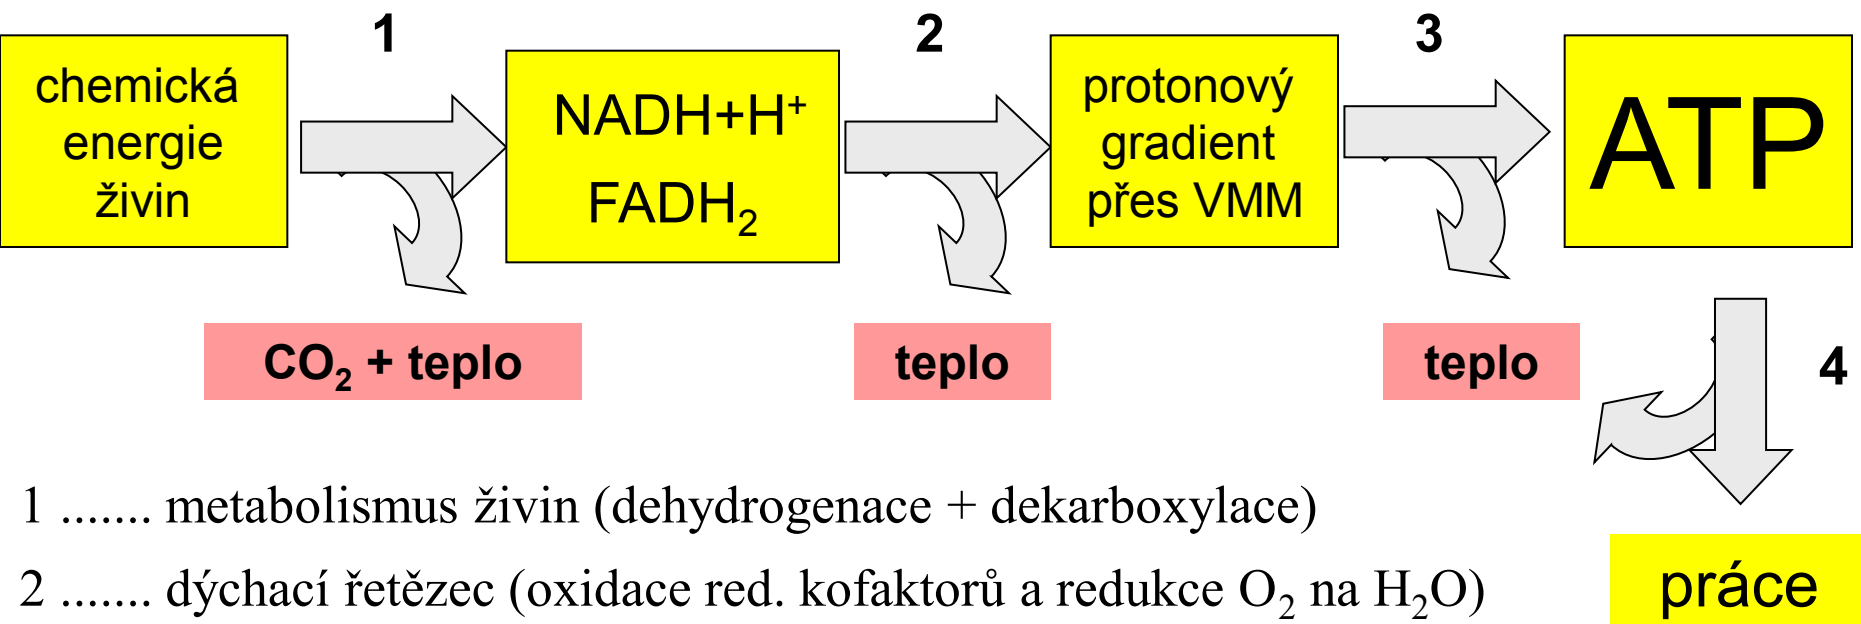 1
2
3
chemická
energie
živin
NADH+H⁺
FADH₂
protonový
gradient
přes VMM
ATP
CO₂ + teplo
teplo
teplo
4
1 ....... metabolismus živin (dehydrogenace + dekarboxylace)
2 ....... dýchací řetězec (oxidace red. kofaktorů a redukce O₂ na H₂O)
práce